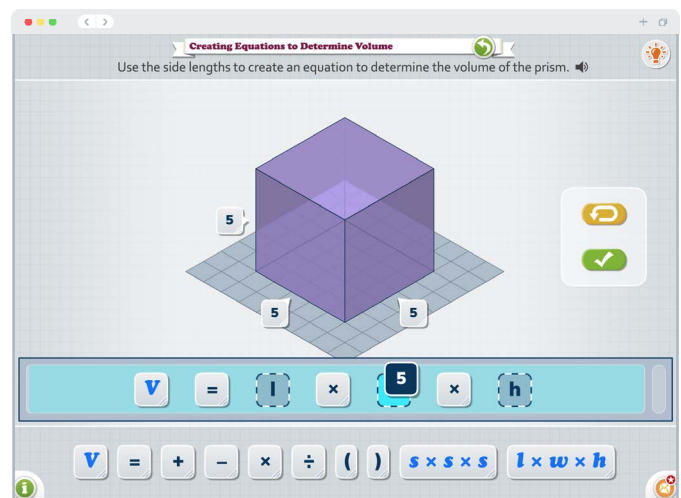 Creating Equations to Determine Volume
Use the side lengths to create an equation to determine the volume of the prism.
5
5 5
V = l × 5 × h
V = + − × ÷ ( ) s × s × s l × w × h